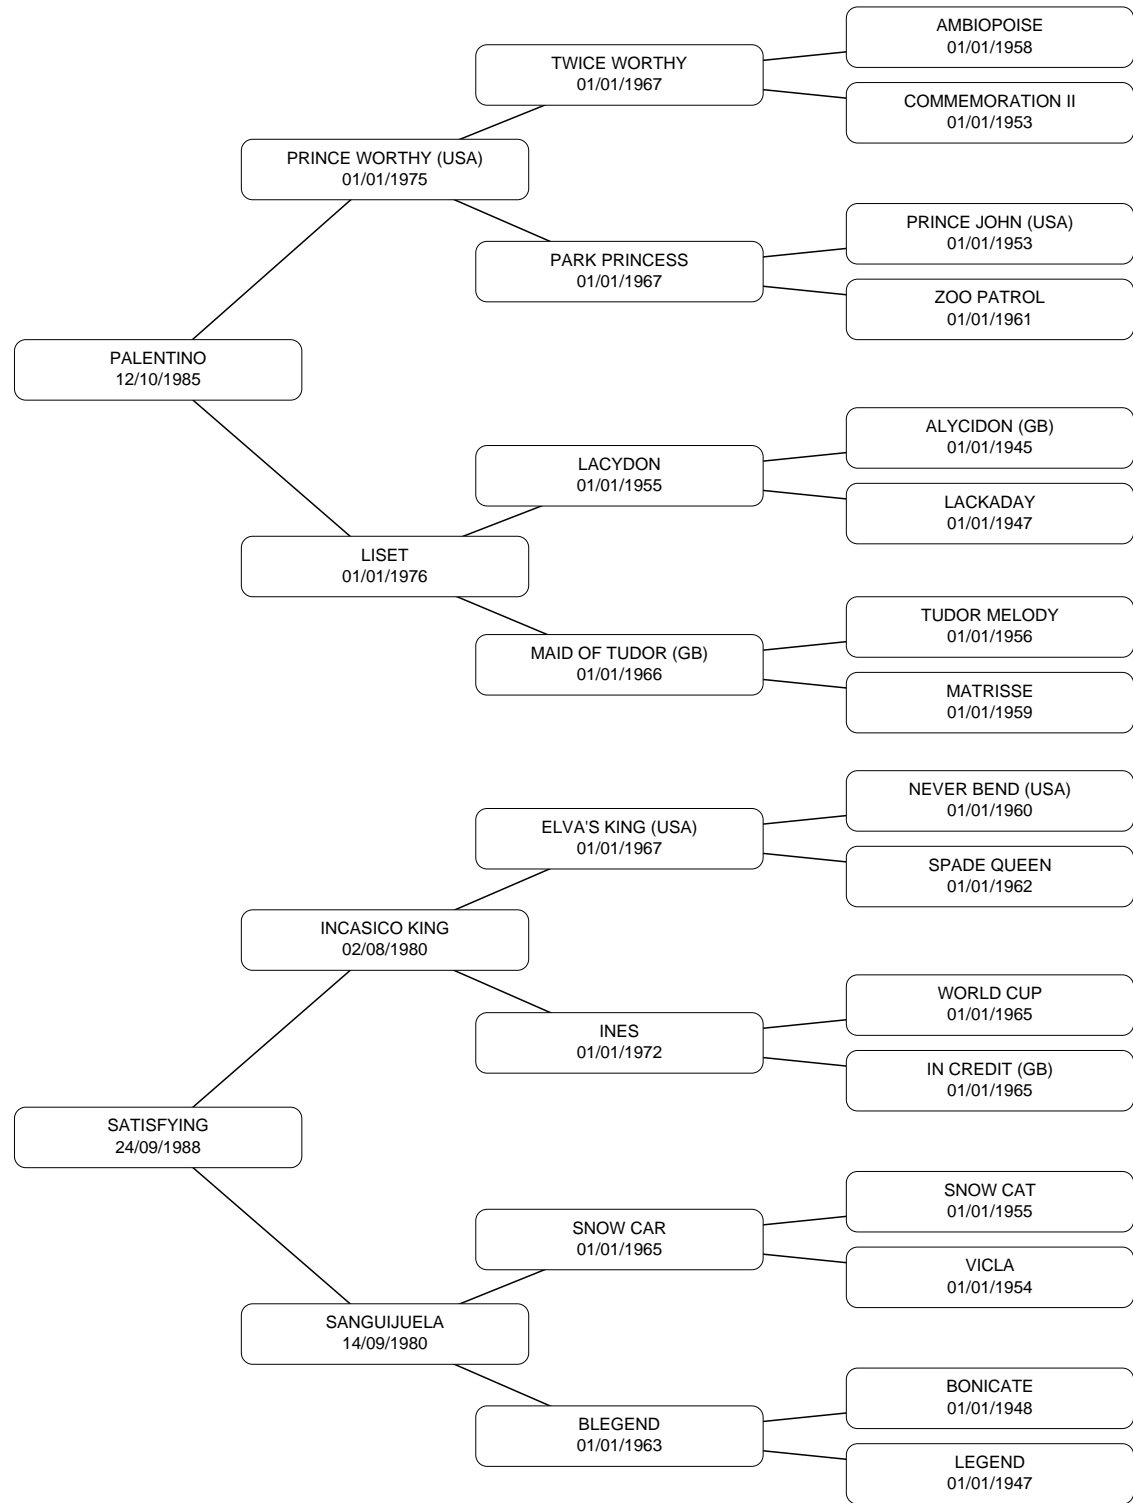 AMBIOPOISE
01/01/1958
TWICE WORTHY
01/01/1967
COMMEMORATION II
01/01/1953
PRINCE WORTHY (USA)
01/01/1975
PRINCE JOHN (USA)
01/01/1953
PARK PRINCESS
01/01/1967
ZOO PATROL
01/01/1961
PALENTINO
12/10/1985
ALYCIDON (GB)
01/01/1945
LACYDON
01/01/1955
LACKADAY
01/01/1947
LISET
01/01/1976
TUDOR MELODY
01/01/1956
MAID OF TUDOR (GB)
01/01/1966
MATRISSE
01/01/1959
NEVER BEND (USA)
01/01/1960
ELVA'S KING (USA)
01/01/1967
SPADE QUEEN
01/01/1962
INCASICO KING
02/08/1980
WORLD CUP
01/01/1965
INES
01/01/1972
IN CREDIT (GB)
01/01/1965
SATISFYING
24/09/1988
SNOW CAT
01/01/1955
SNOW CAR
01/01/1965
VICLA
01/01/1954
SANGUIJUELA
14/09/1980
BONICATE
01/01/1948
BLEGEND
01/01/1963
LEGEND
01/01/1947